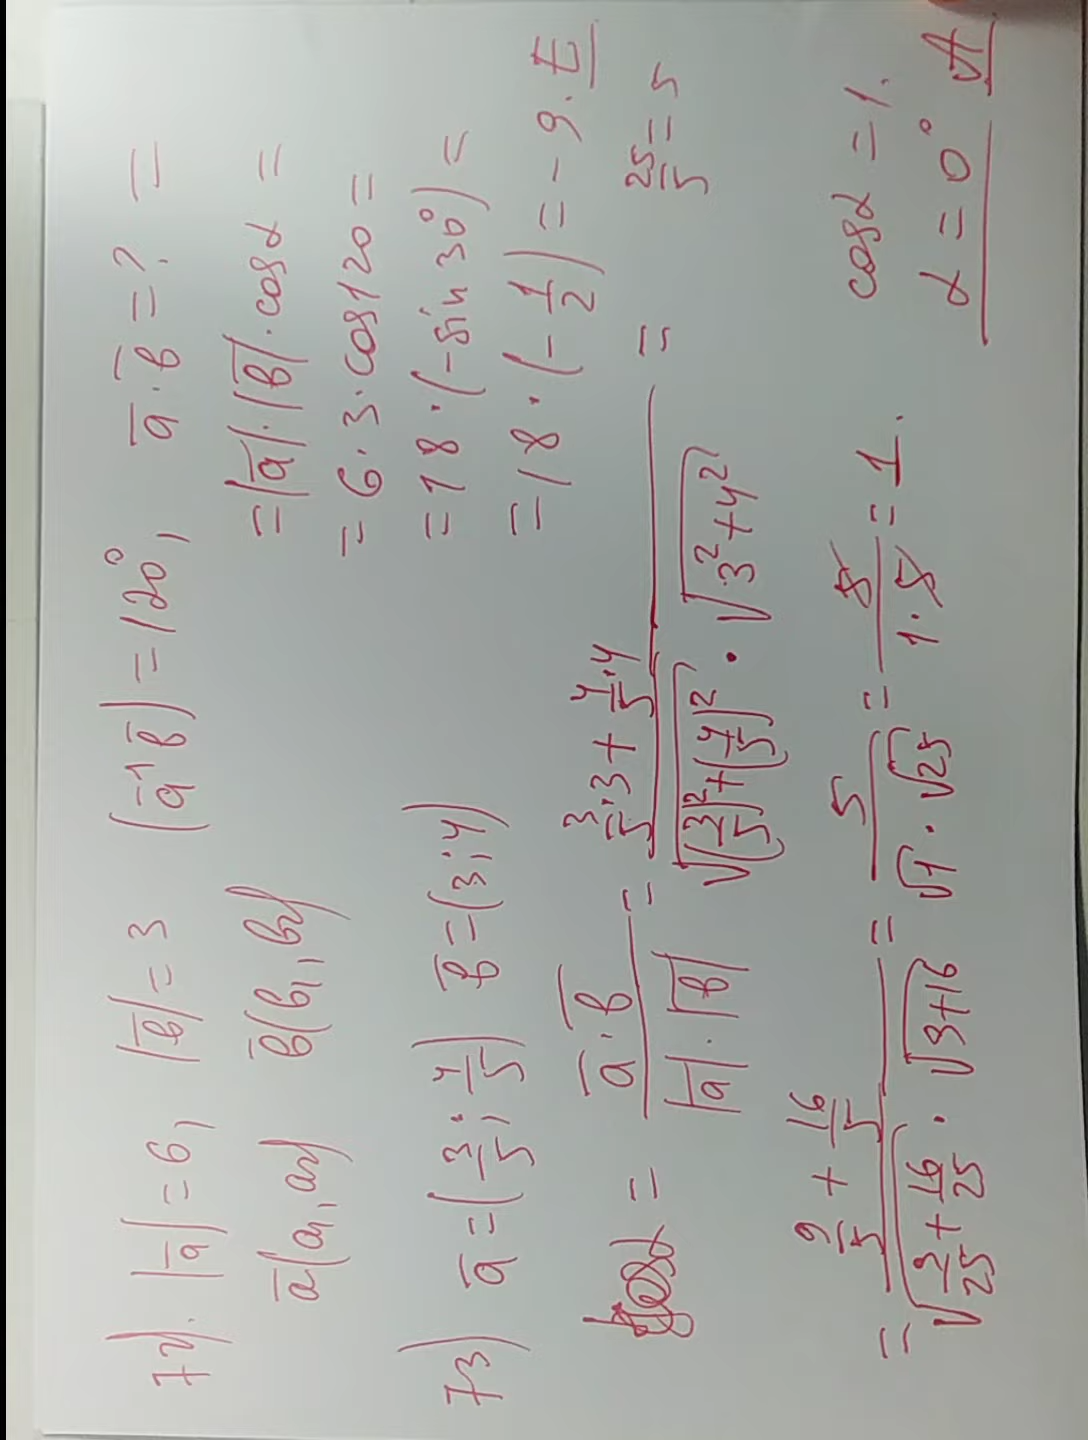 72). |a̅|=6, |в̅|=3 (a̅^в̅)=120°, a̅·в̅=? =
a̅(a₁, a₂) в̅(в₁, в₂) =|a̅|·|в̅|·cosα =
= 6·3·cos120 =
=18·(-sin30°) =
=18·(-1/2)=-9. E
73) a̅=(3/5; 4/5) в̅=(3; 4)
cosα = (a̅·в̅)/(|a̅|·|в̅|) = (3/5·3+4/5·4)/(√((3/5)²+(4/5)²)·√(3²+4²)) = 25/5=5
= (9/5+16/5)/(√(9/25+16/25)·√(9+16)) = 5/(√1·√25) = 5/(1·5) = 1. cosα=1.
α=0° A